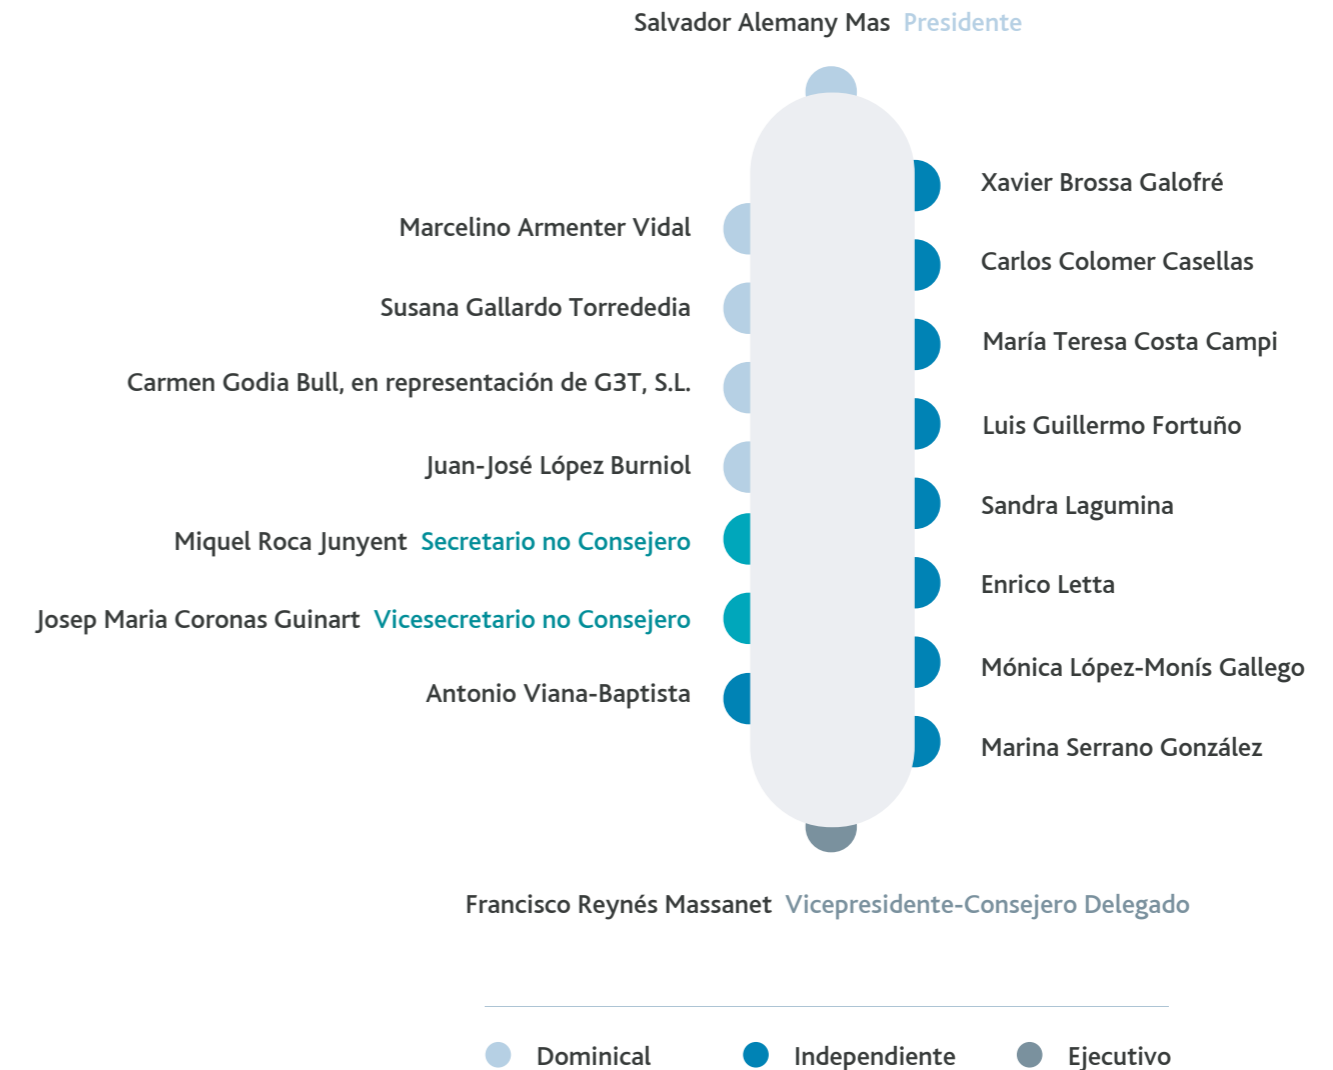 Salvador Alemany Mas Presidente
Marcelino Armenter Vidal
Susana Gallardo Torrededia
Carmen Godia Bull, en representación de G3T, S.L.
Juan-José López Burniol
Miquel Roca Junyent Secretario no Consejero
Josep Maria Coronas Guinart Vicesecretario no Consejero
Antonio Viana-Baptista
Xavier Brossa Galofré
Carlos Colomer Casellas
María Teresa Costa Campi
Luis Guillermo Fortuño
Sandra Lagumina
Enrico Letta
Mónica López-Monís Gallego
Marina Serrano González
Francisco Reynés Massanet Vicepresidente-Consejero Delegado
Dominical
Independiente
Ejecutivo